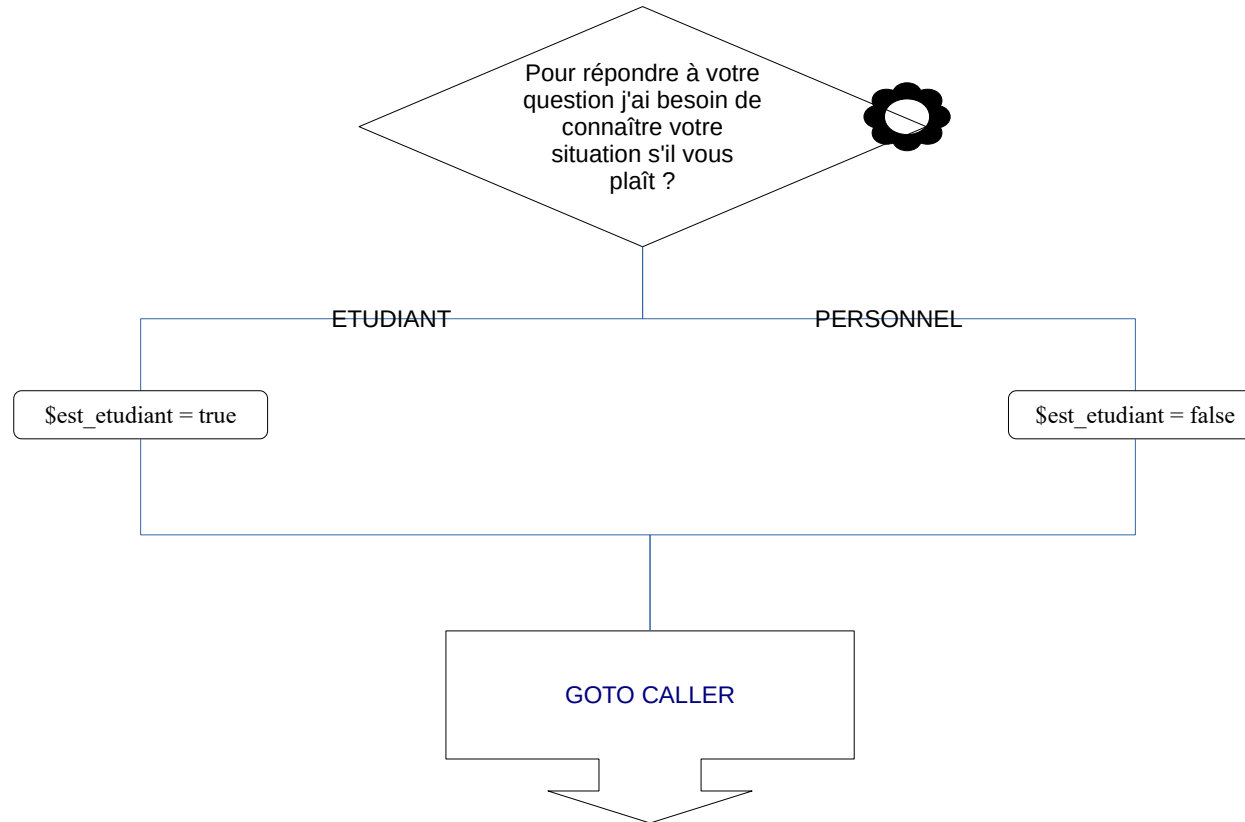 Pour répondre à votre
question j'ai besoin de
connaître votre
situation s'il vous
plaît ?
ETUDIANT
PERSONNEL
$est_etudiant = true
$est_etudiant = false
GOTO CALLER